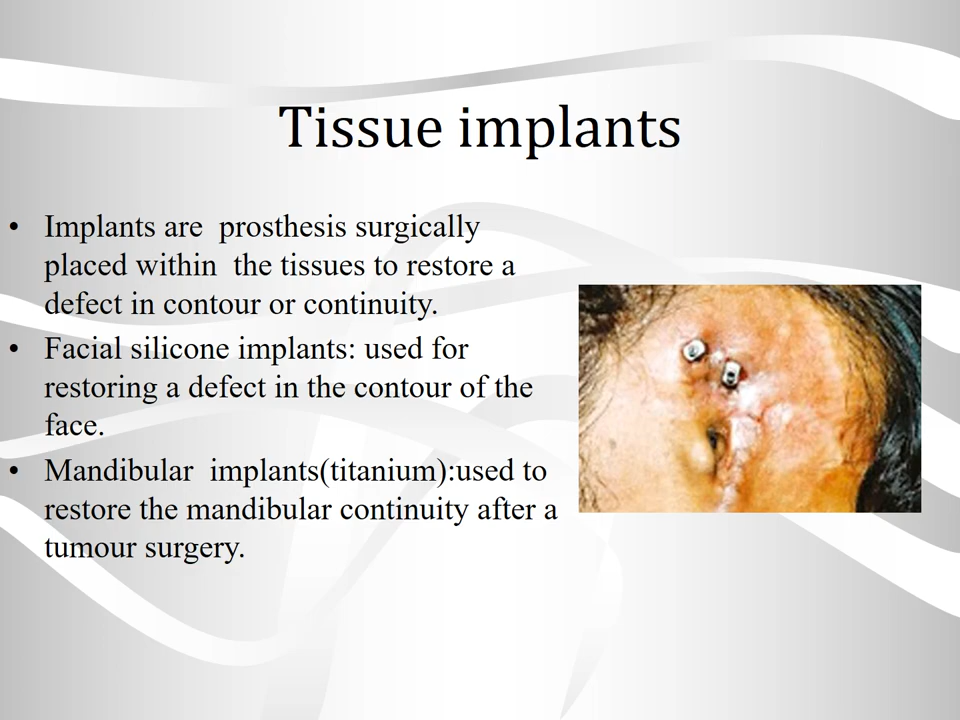 Tissue implants
• Implants are  prosthesis surgically
placed within  the tissues to restore a
defect in contour or continuity.
• Facial silicone implants: used for
restoring a defect in the contour of the
face.
• Mandibular  implants(titanium):used to
restore the mandibular continuity after a
tumour surgery.